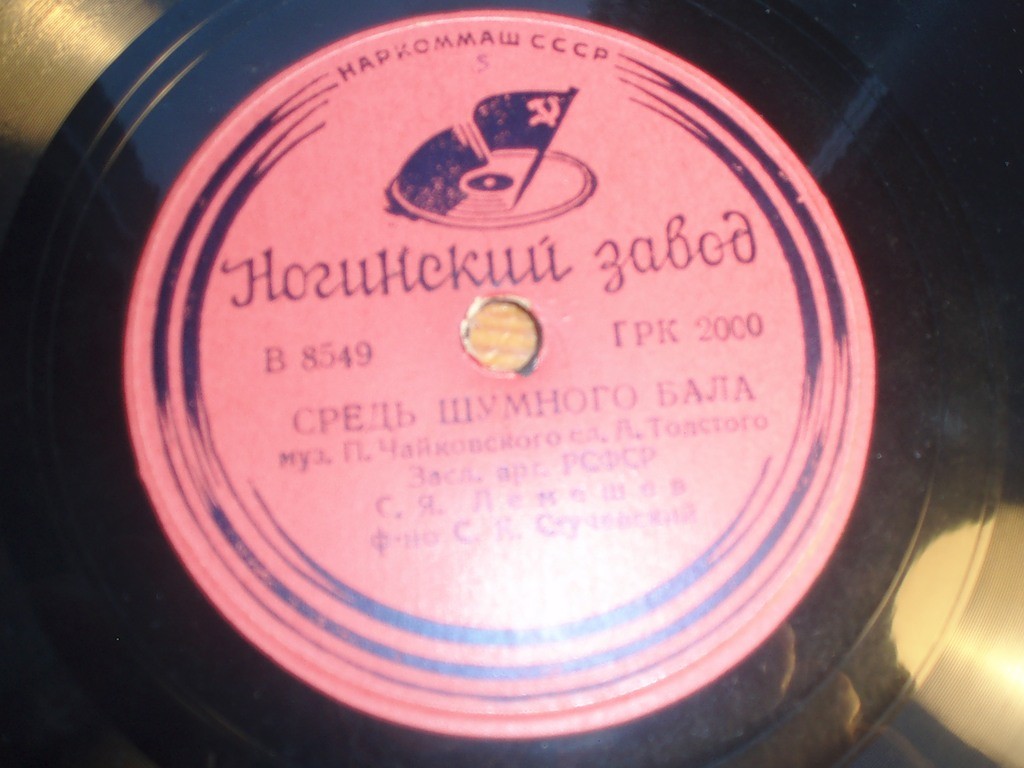 НАРКОММАШ СССР
5
Ногинский завод
В 8549
ГРК 2000
СРЕДЬ ШУМНОГО БАЛА
муз. П. Чайковского сл. А. Толстого
Засл. арт. РСФСР
С. Я. Лемешев
ф-но С. К. Стучевский